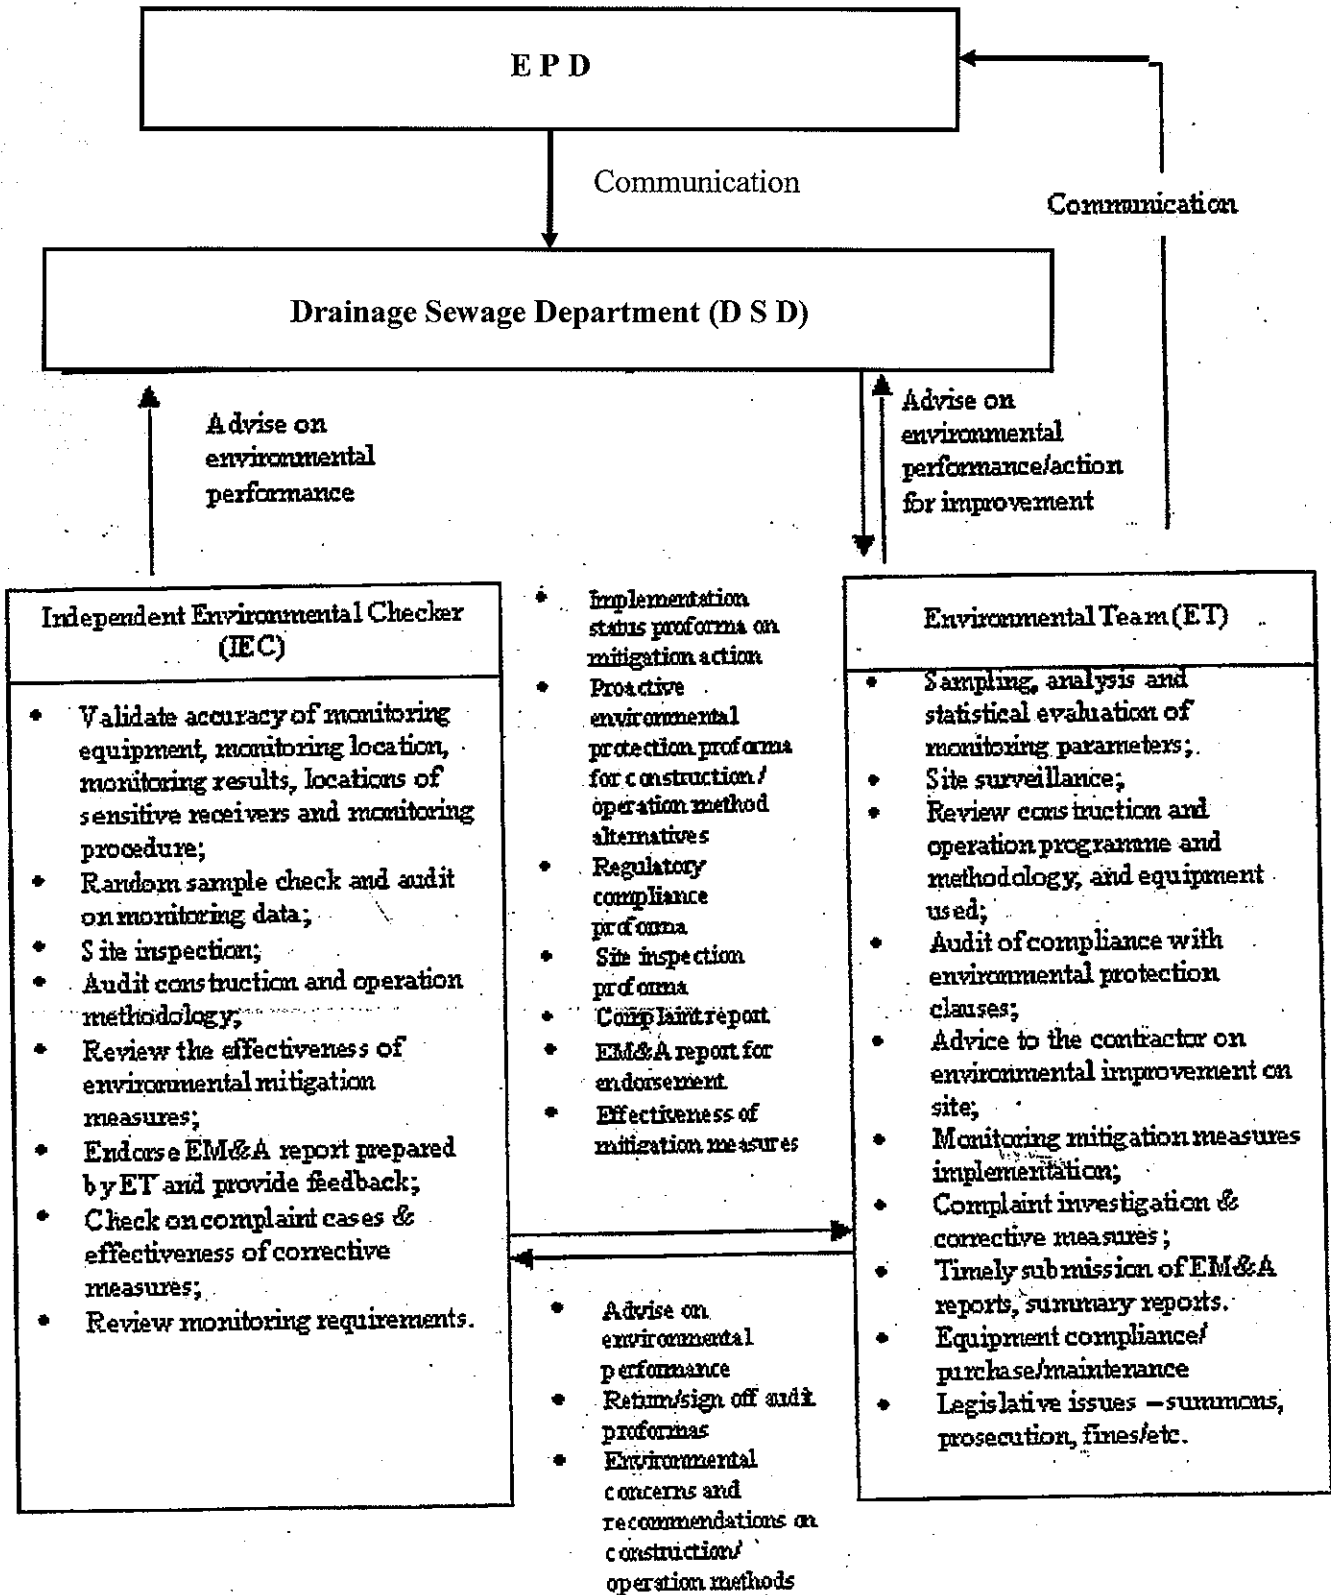 E P D
Communication
Communication
Drainage Sewage Department (D S D)
Advise on
environmental
performance
Advise on
environmental
performance/action
for improvement
Independent Environmental Checker
(IEC)
• Validate accuracy of monitoring
equipment, monitoring location,
monitoring results, locations of
sensitive receivers and monitoring
procedure;
• Random sample check and audit
on monitoring data;
• Site inspection;
• Audit construction and operation
methodology;
• Review the effectiveness of
environmental mitigation
measures;
• Endorse EM&A report prepared
by ET and provide feedback;
• Check on complaint cases &
effectiveness of corrective
measures;
• Review monitoring requirements.
• Implementation
status proforma on
mitigation action
• Proactive
environmental
protection proforma
for construction/
operation method
alternatives
• Regulatory
compliance
proforma
• Site inspection
proforma
• Complaint report
• EM&A report for
endorsement
• Effectiveness of
mitigation measures
• Advise on
environmental
performance
• Return/sign off audit
proformas
• Environmental
concerns and
recommendations on
construction/
operation methods
Environmental Team (ET)
• Sampling, analysis and
statistical evaluation of
monitoring parameters;
• Site surveillance;
• Review construction and
operation programme and
methodology, and equipment
used;
• Audit of compliance with
environmental protection
clauses;
• Advice to the contractor on
environmental improvement on
site;
• Monitoring mitigation measures
implementation;
• Complaint investigation &
corrective measures;
• Timely submission of EM&A
reports, summary reports.
• Equipment compliance/
purchase/maintenance
• Legislative issues – summons,
prosecution, fines/etc.